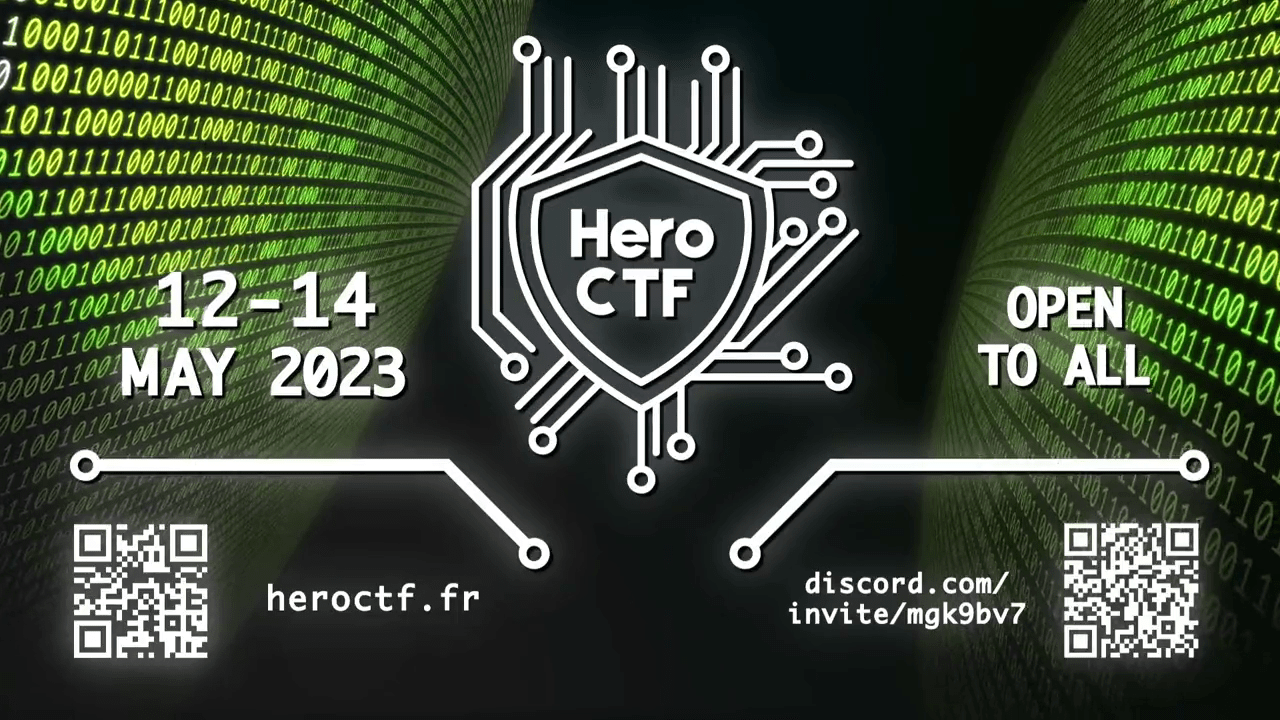 Hero
CTF
12-14
MAY 2023
OPEN
TO ALL
heroctf.fr
discord.com/
invite/mgk9bv7